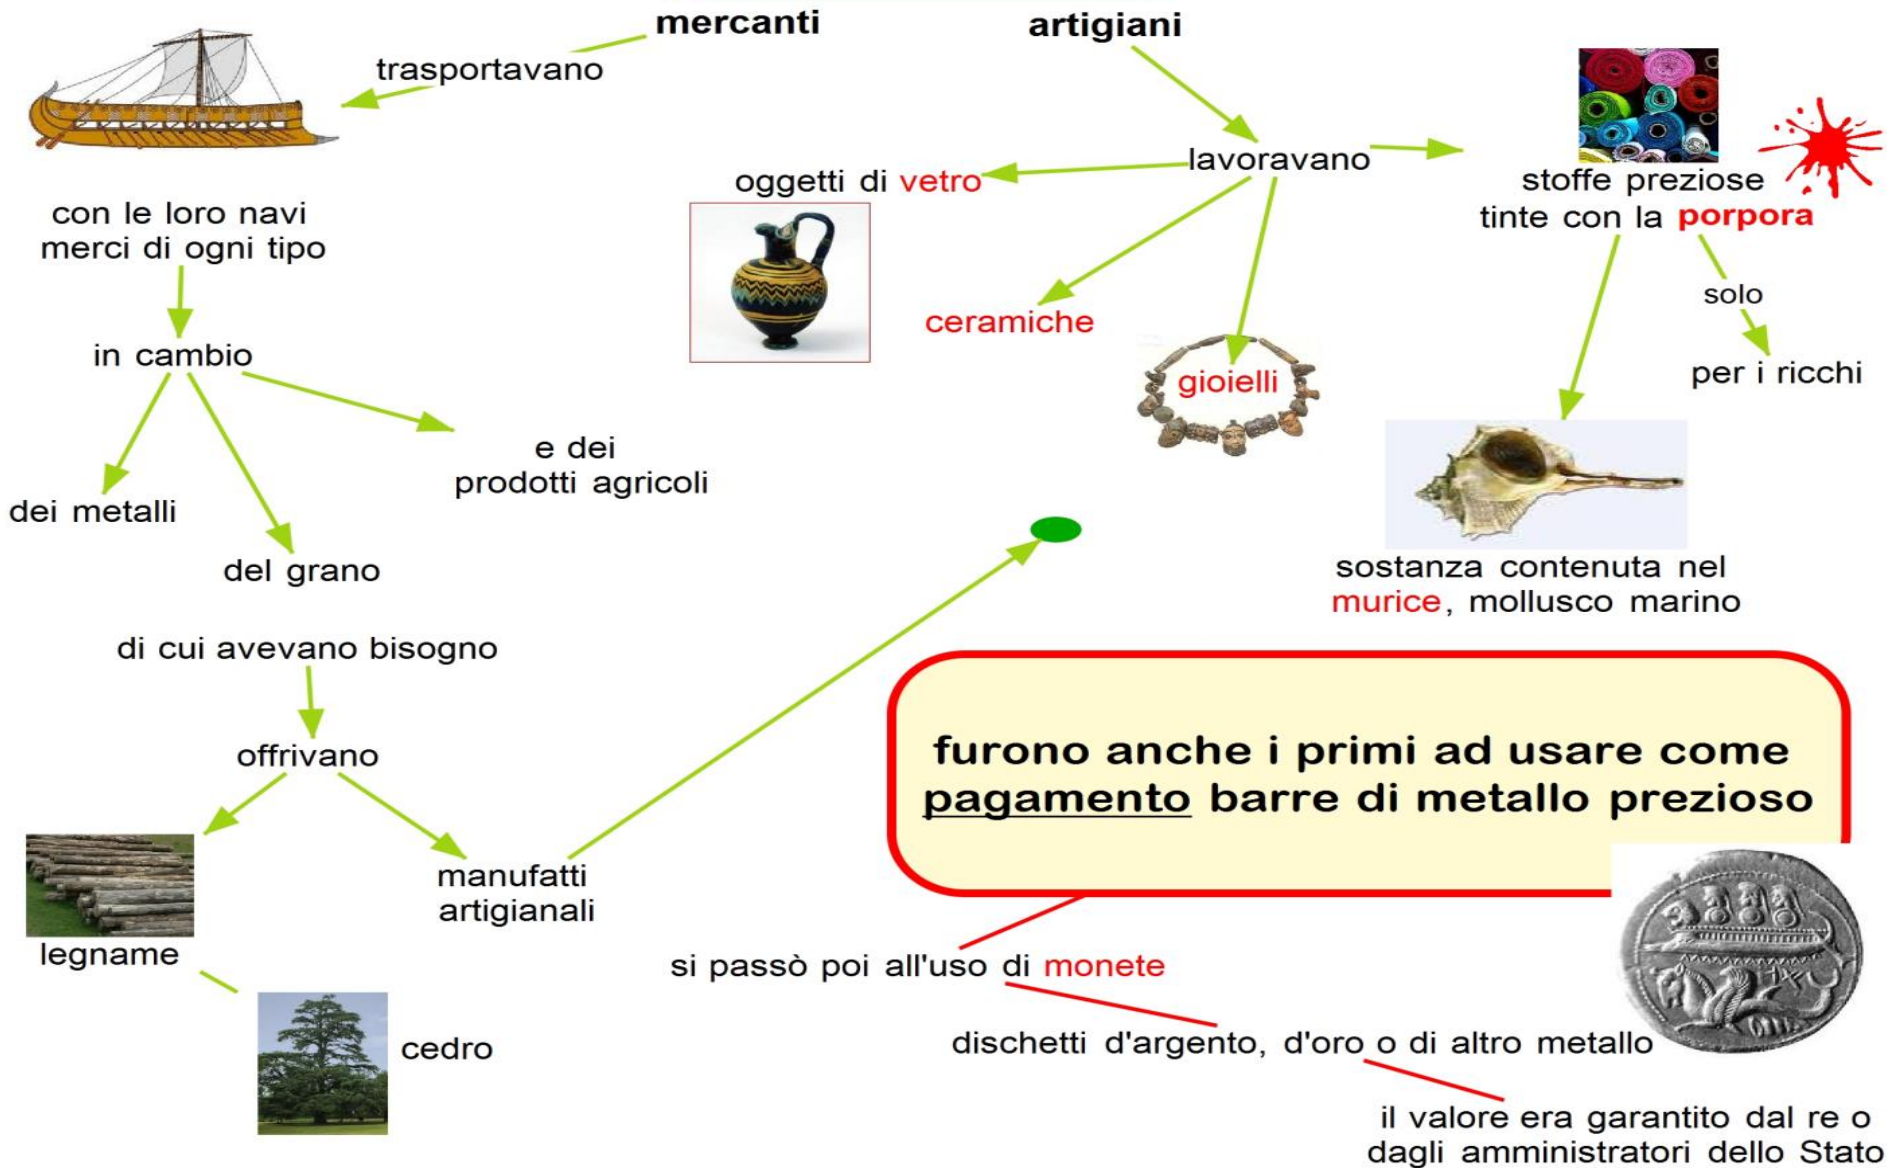 mercanti
artigiani
trasportavano
con le loro navi
merci di ogni tipo
in cambio
dei metalli
del grano
e dei
prodotti agricoli
di cui avevano bisogno
offrivano
legname
cedro
manufatti
artigianali
lavoravano
oggetti di vetro
ceramiche
gioielli
stoffe preziose
tinte con la porpora
solo
per i ricchi
sostanza contenuta nel
murice, mollusco marino
furono anche i primi ad usare come
pagamento barre di metallo prezioso
si passò poi all'uso di monete
dischetti d'argento, d'oro o di altro metallo
il valore era garantito dal re o
dagli amministratori dello Stato